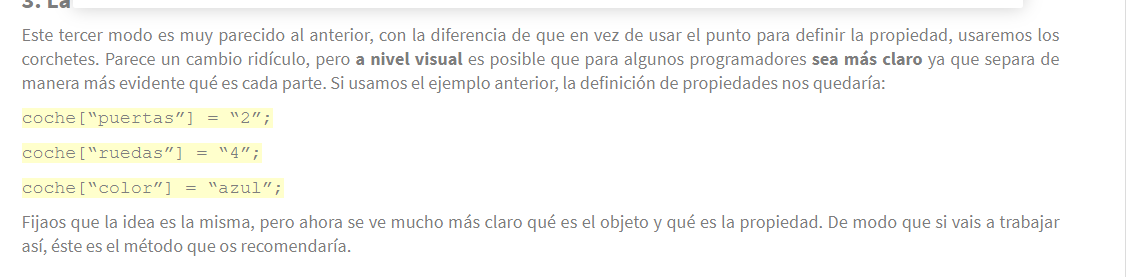 3. La
Este tercer modo es muy parecido al anterior, con la diferencia de que en vez de usar el punto para definir la propiedad, usaremos los
corchetes. Parece un cambio ridículo, pero a nivel visual es posible que para algunos programadores sea más claro ya que separa de
manera más evidente qué es cada parte. Si usamos el ejemplo anterior, la definición de propiedades nos quedaría:
coche[“puertas”] = “2”;
coche[“ruedas”] = “4”;
coche[“color”] = “azul”;
Fijaos que la idea es la misma, pero ahora se ve mucho más claro qué es el objeto y qué es la propiedad. De modo que si vais a trabajar
así, éste es el método que os recomendaría.